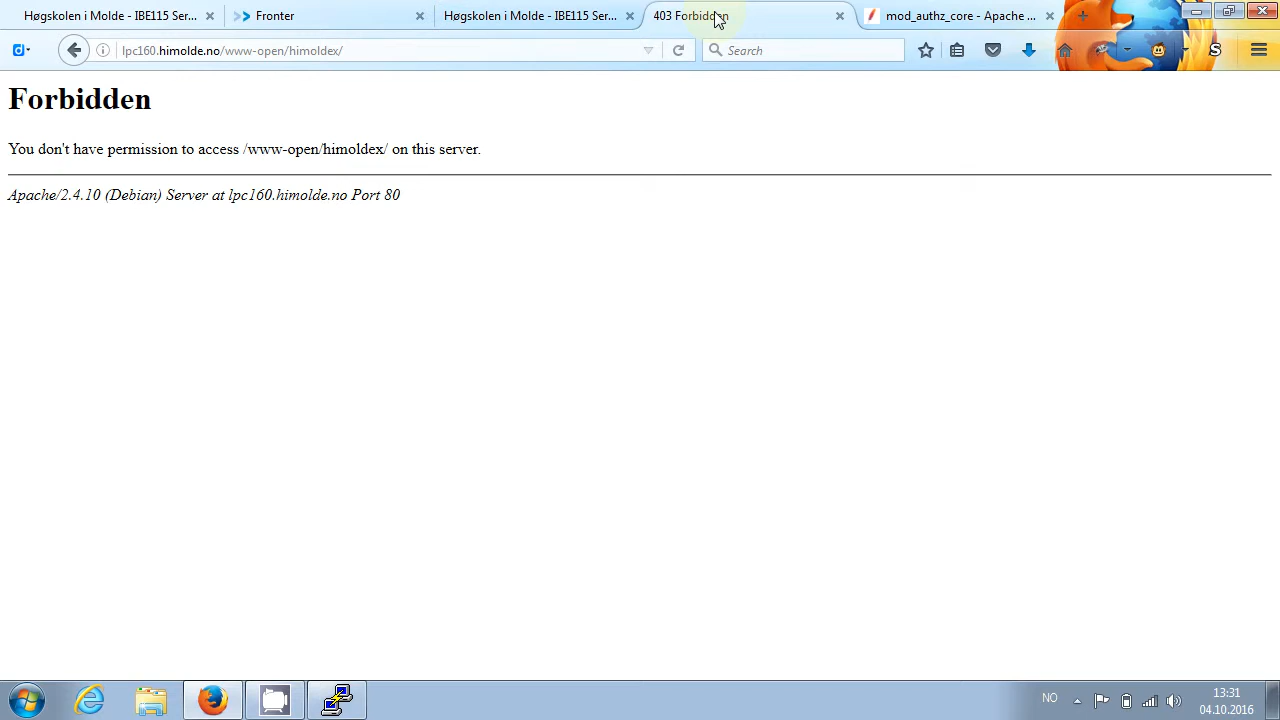 Høgskolen i Molde - IBE115 Ser...
Fronter
Høgskolen i Molde - IBE115 Ser...
403 Forbidden
mod_authz_core - Apache ...
lpc160.himolde.no/www-open/himoldex/
Search
S
Forbidden
You don't have permission to access /www-open/himoldex/ on this server.
Apache/2.4.10 (Debian) Server at lpc160.himolde.no Port 80
NO
13:31
04.10.2016